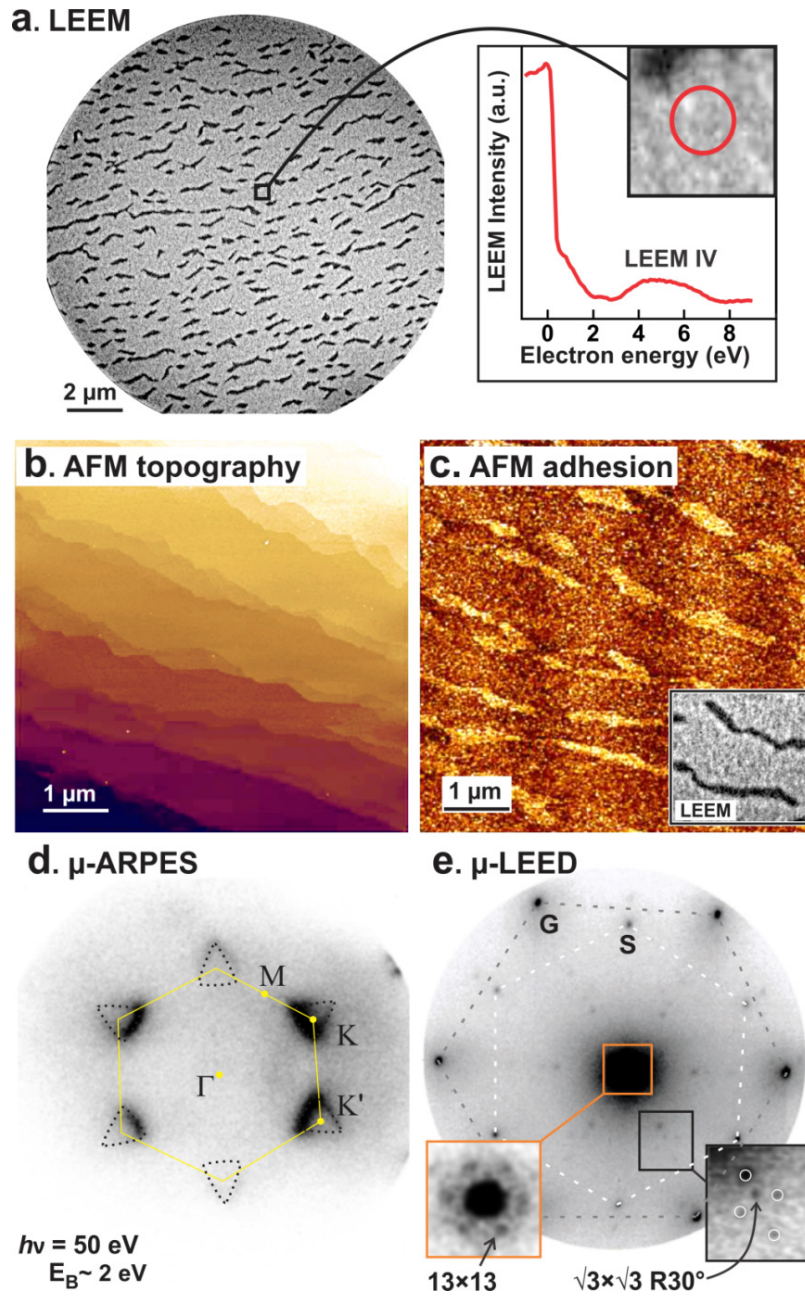 a. LEEM
2 µm
LEEM Intensity (a.u.)
LEEM IV
0 2 4 6 8
Electron energy (eV)
b. AFM topography
1 µm
c. AFM adhesion
1 µm
LEEM
d. µ-ARPES
M
K
Γ
K'
hν = 50 eV
E_B~ 2 eV
e. µ-LEED
G
S
13×13
√3×√3 R30°